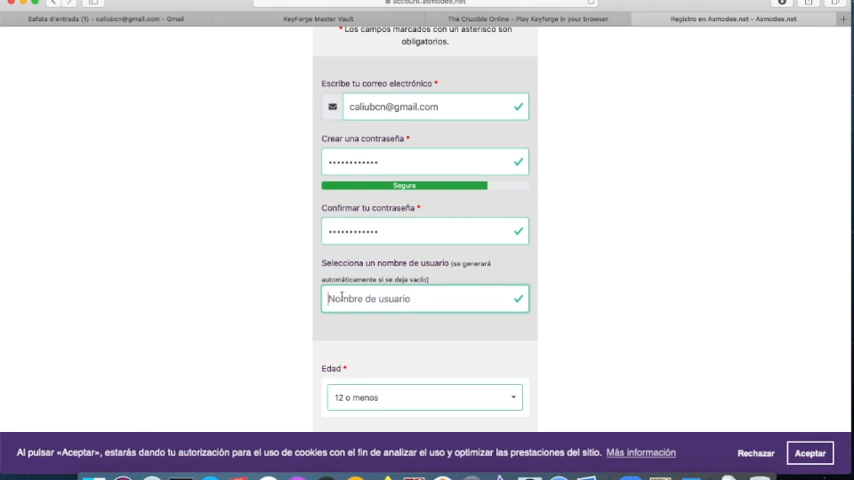 account.asmodee.net
Safata d'entrada (1) - caliubcn@gmail.com - Gmail
KeyForge Master Vault
The Crucible Online - Play Keyforge in your browser
Registro en Asmodee.net - Asmodee.net
* Los campos marcados con un asterisco son
obligatorios.
Escribe tu correo electrónico *
caliubcn@gmail.com
Crear una contraseña *
Segura
Confirmar tu contraseña *
Selecciona un nombre de usuario (se generará
automáticamente si se deja vacío)
Nombre de usuario
Edad *
12 o menos
Al pulsar «Aceptar», estarás dando tu autorización para el uso de cookies con el fin de analizar el uso y optimizar las prestaciones del sitio. Más información
Rechazar
Aceptar